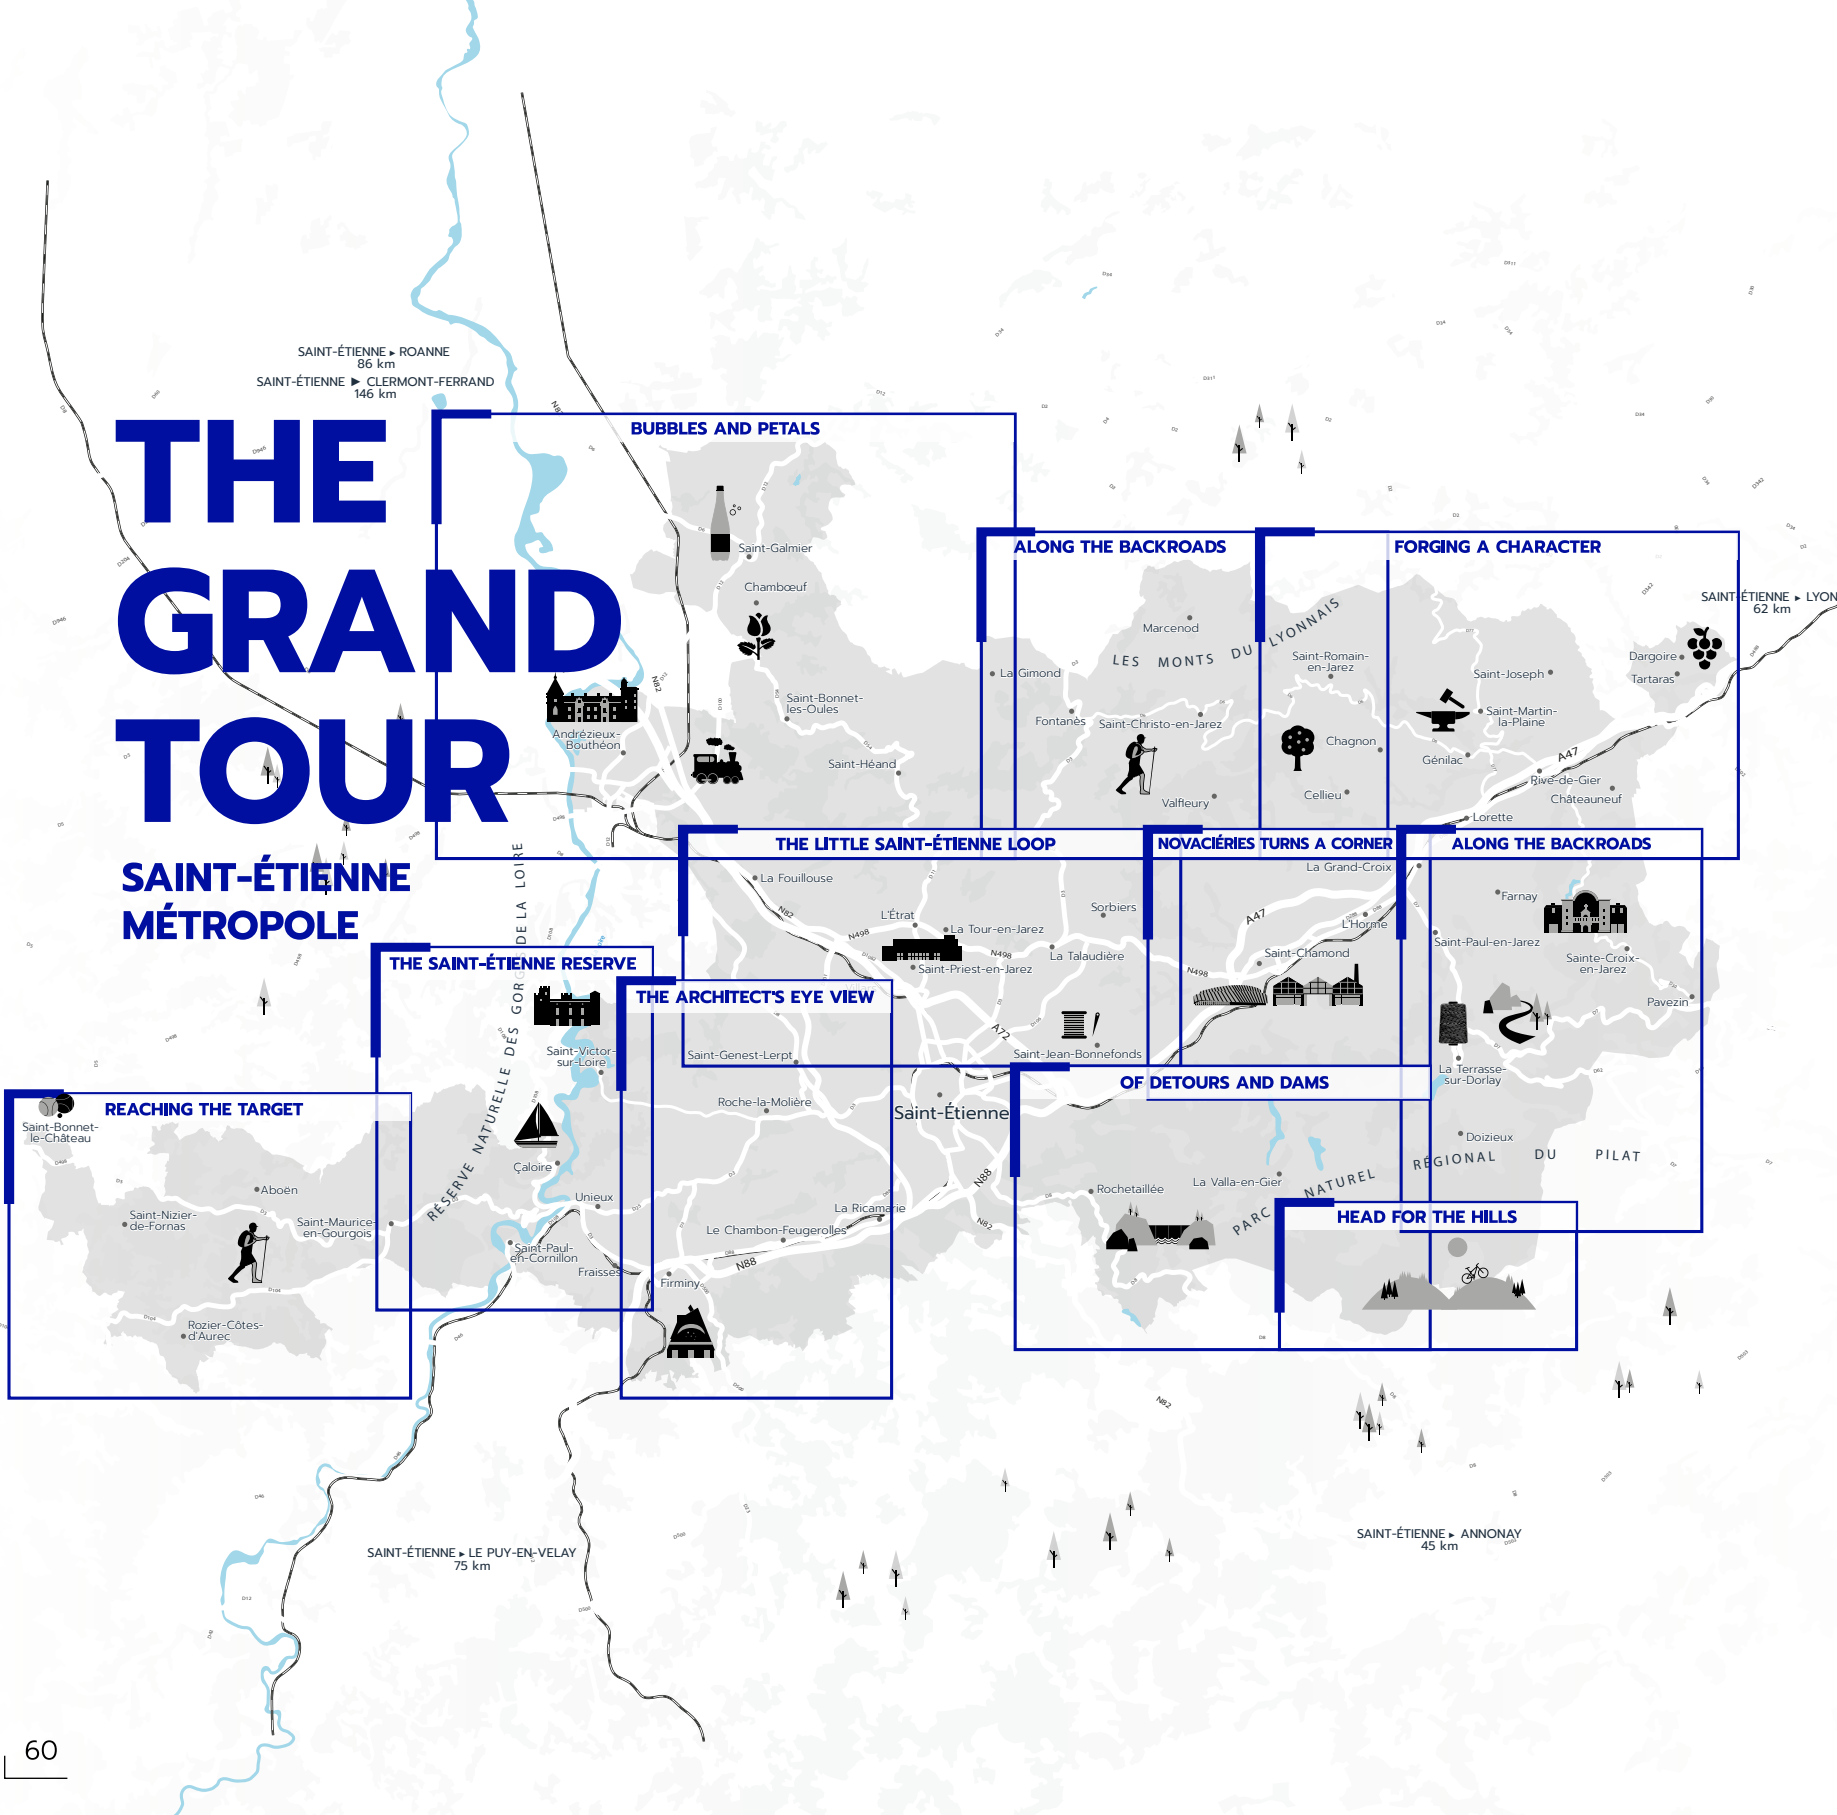 SAINT-ÉTIENNE ▸ ROANNE
86 km
SAINT-ÉTIENNE ► CLERMONT-FERRAND
146 km
THE
GRAND
TOUR
SAINT-ÉTIENNE
MÉTROPOLE
BUBBLES AND PETALS
Saint-Galmier
Chambœuf
Saint-Bonnet-
les-Oules
Andrézieux-
Bouthéon
Saint-Héand
N82
ALONG THE BACKROADS
Marcenod
LES MONTS DU LYONNAIS
La Gimond
Fontanès
Saint-Christo-en-Jarez
Valfleury
FORGING A CHARACTER
SAINT-ÉTIENNE ▸ LYON
62 km
Saint-Romain-
en-Jarez
Chagnon
Cellieu
Saint-Joseph
Dargoire
Tartaras
Saint-Martin-
la-Plaine
Génilac
A47
Rive-de-Gier
Châteauneuf
Lorette
THE LITTLE SAINT-ÉTIENNE LOOP
La Fouillouse
N82
L'Étrat
Sorbiers
La Tour-en-Jarez
N498
N498
La Talaudière
Saint-Priest-en-Jarez
A72
Saint-Jean-Bonnefonds
Saint-Genest-Lerpt
NOVACIÉRIES TURNS A CORNER
La Grand-Croix
A47
L'Horme
Saint-Chamond
N498
ALONG THE BACKROADS
Farnay
Saint-Paul-en-Jarez
Sainte-Croix-
en-Jarez
Pavezin
La Terrasse-
sur-Dorlay
Doizieux
THE SAINT-ÉTIENNE RESERVE
RÉSERVE NATURELLE DES GORGES DE LA LOIRE
Saint-Victor-
sur-Loire
Çaloire
Unieux
Saint-Paul-
en-Cornillon
Fraisses
THE ARCHITECT'S EYE VIEW
Roche-la-Molière
Saint-Étienne
La Ricamarie
Le Chambon-Feugerolles
N88
N88
N82
Firminy
OF DETOURS AND DAMS
Rochetaillée
La Valla-en-Gier
PARC NATUREL RÉGIONAL DU PILAT
HEAD FOR THE HILLS
REACHING THE TARGET
Saint-Bonnet-
le-Château
Aboën
Saint-Nizier-
de-Fornas
Saint-Maurice-
en-Gourgois
Rozier-Côtes-
d'Aurec
N82
SAINT-ÉTIENNE ▸ LE PUY-EN-VELAY
75 km
SAINT-ÉTIENNE ▸ ANNONAY
45 km
60